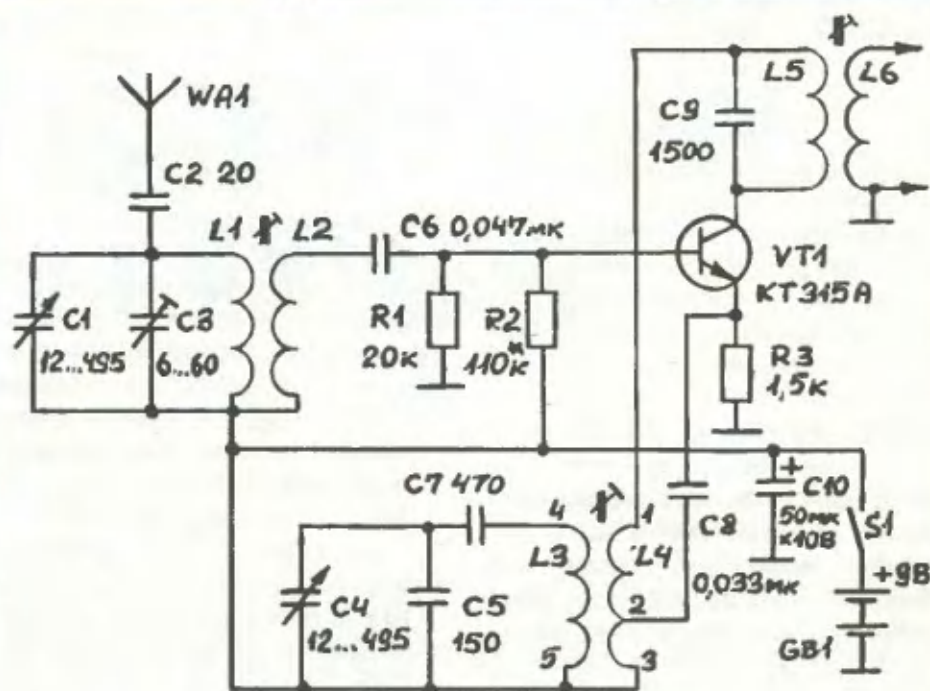 WA1
C2 20
L5
L6
C9
1500
L1
L2
C6 0,047мк
VT1
КТ315А
C1
12...495
C3
6...60
R1
20к
R2
110к*
R3
1,5к
C7 470
4
1
L3
L4
C8
0,033мк
+
C10
50мк
×10В
S1
+9В
GB1
C4
12...495
C5
150
2
5
3